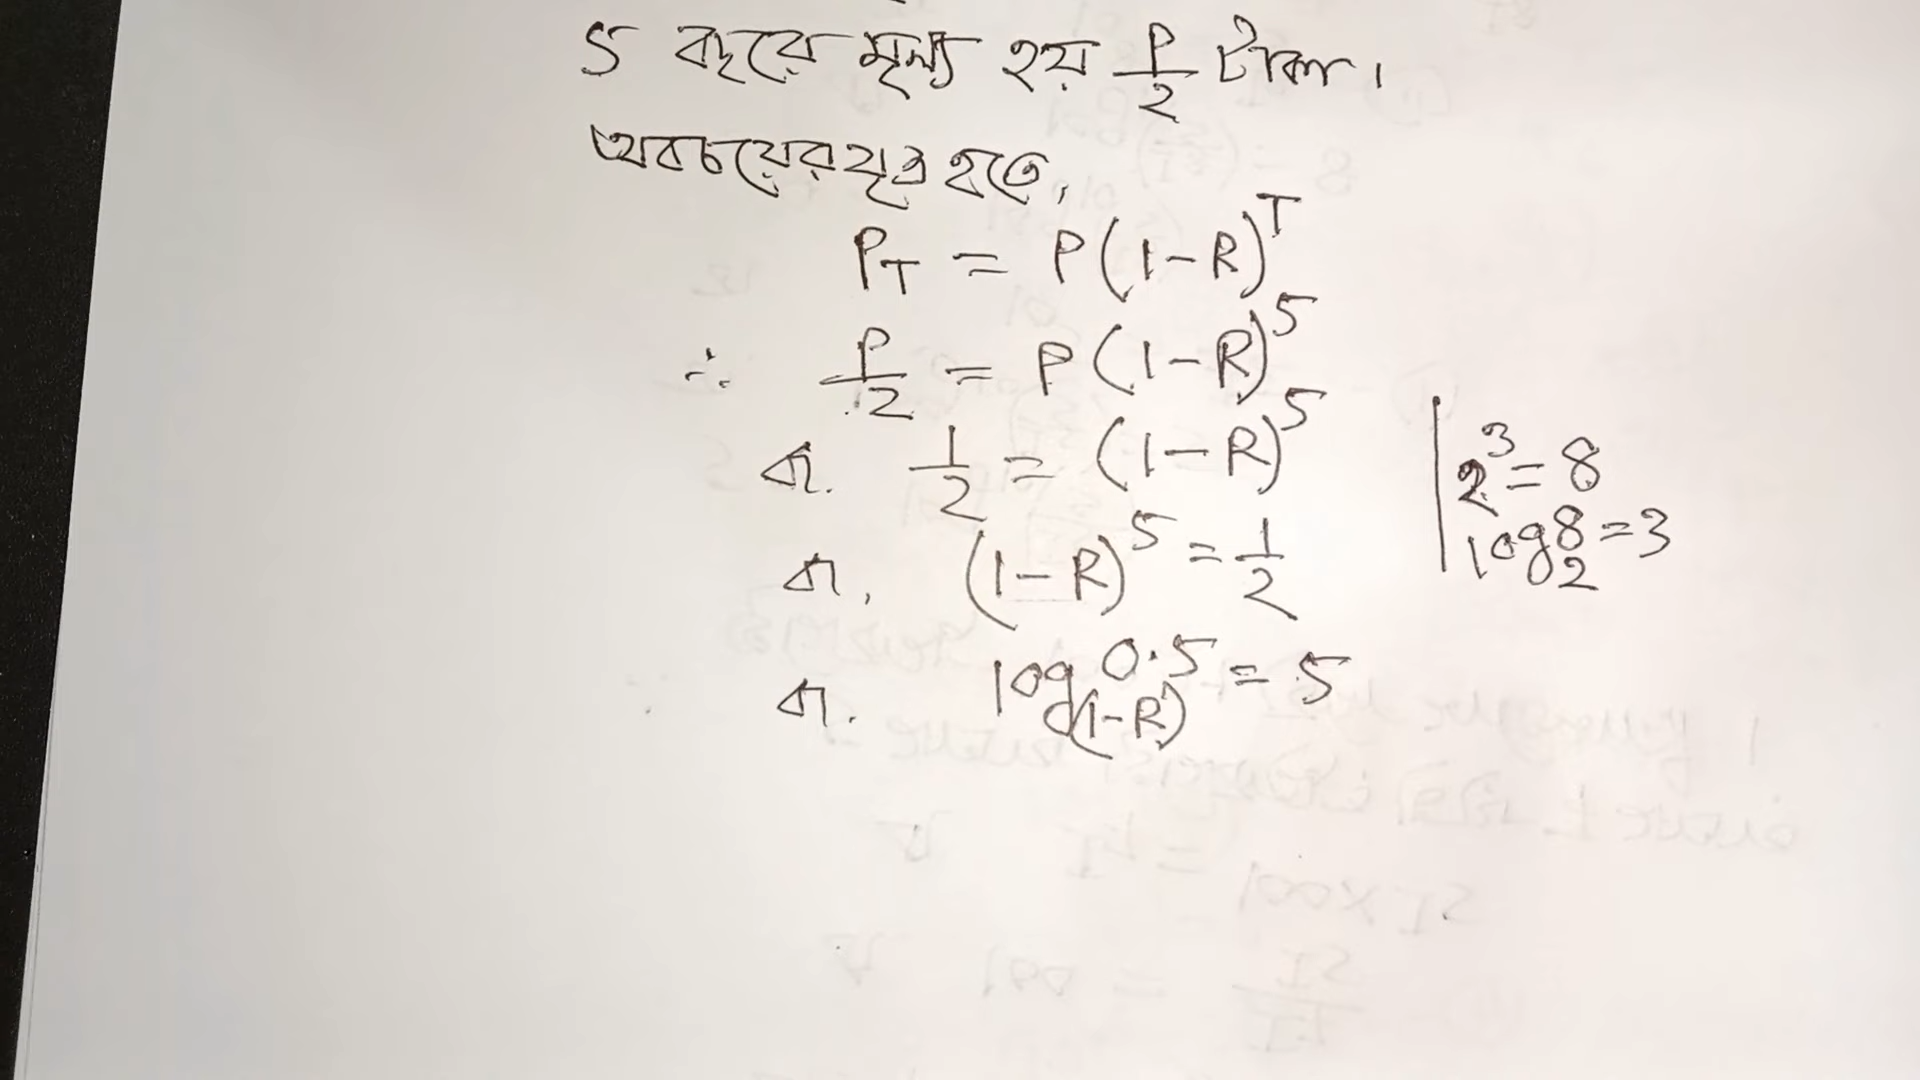 5 বছরে মূল্য হয় P/2 টাকা।
অবচয়ের সূত্র হতে,
P_T = P(1-R)^T
∴ P/2 = P(1-R)^5
বা. 1/2 = (1-R)^5
বা, (1-R)^5 = 1/2
বা. log_(1-R) 0.5 = 5
2^3 = 8
log_2 8 = 3